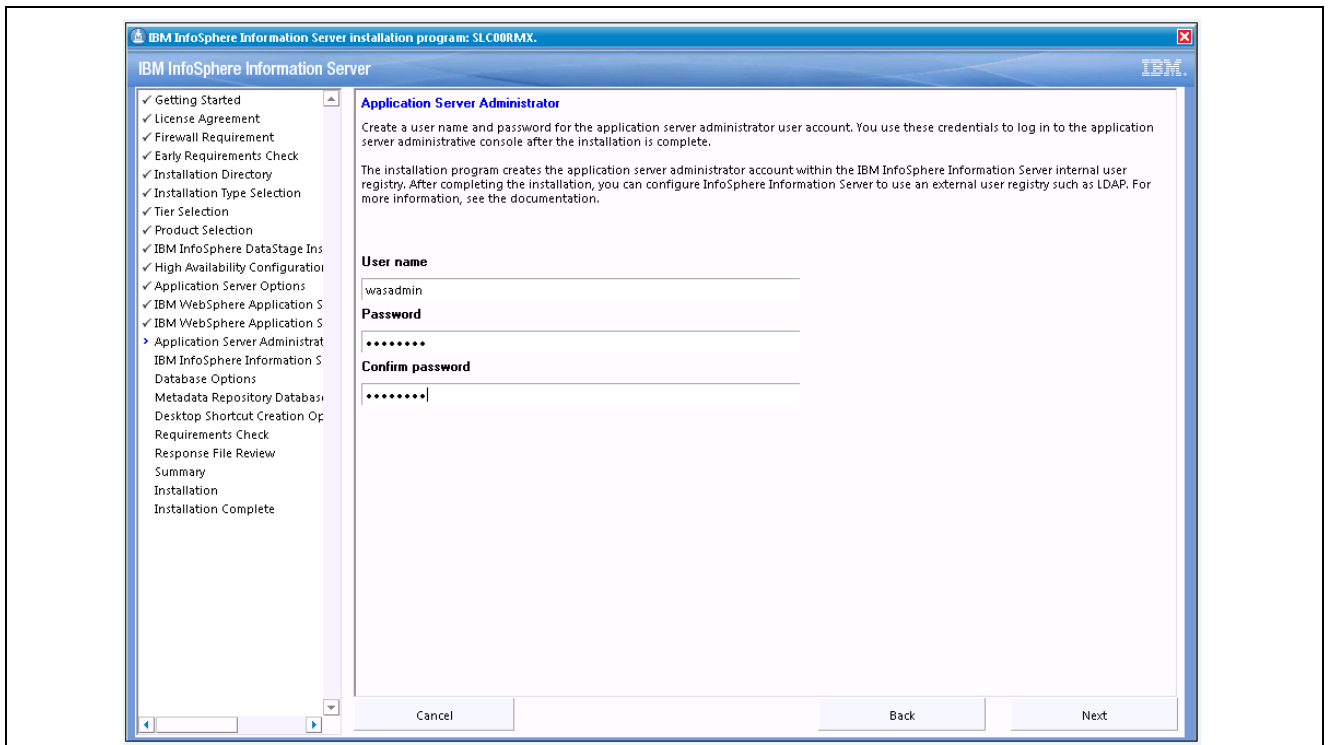 IBM InfoSphere Information Server installation program: SLC00RMX.
IBM InfoSphere Information Server
IBM.
Getting Started
License Agreement
Firewall Requirement
Early Requirements Check
Installation Directory
Installation Type Selection
Tier Selection
Product Selection
IBM InfoSphere DataStage Ins
High Availability Configuration
Application Server Options
IBM WebSphere Application S
IBM WebSphere Application S
Application Server Administrat
IBM InfoSphere Information S
Database Options
Metadata Repository Database
Desktop Shortcut Creation Op
Requirements Check
Response File Review
Summary
Installation
Installation Complete
Application Server Administrator
Create a user name and password for the application server administrator user account. You use these credentials to log in to the application
server administrative console after the installation is complete.
The installation program creates the application server administrator account within the IBM InfoSphere Information Server internal user
registry. After completing the installation, you can configure InfoSphere Information Server to use an external user registry such as LDAP. For
more information, see the documentation.
User name
wasadmin
Password
••••••••
Confirm password
••••••••
Cancel
Back
Next